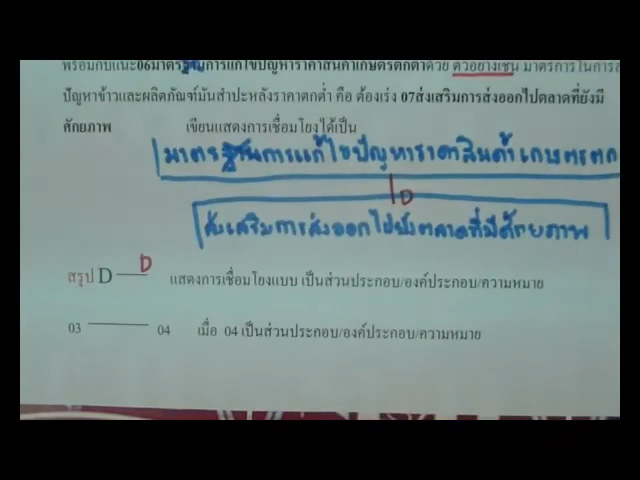 พร้อมกับแนะ06มาตรฐานการแก้ไขปัญหาราคาสินค้าเกษตรตกต่ำด้วย ตัวอย่างเช่น มาตรการในการ
ปัญหาข้าวและผลิตภัณฑ์มันสำปะหลังราคาตกต่ำ คือ ต้องเร่ง 07ส่งเสริมการส่งออกไปตลาดที่ยังมี
ศักยภาพ เขียนแสดงการเชื่อมโยงได้เป็น
มาตรฐานการแก้ไขปัญหาราคาสินค้าเกษตรตก
D
ส่งเสริมการส่งออกไปยังตลาดที่มีศักยภาพ
สรุป D D แสดงการเชื่อมโยงแบบ เป็นส่วนประกอบ/องค์ประกอบ/ความหมาย
03 04 เมื่อ 04 เป็นส่วนประกอบ/องค์ประกอบ/ความหมาย